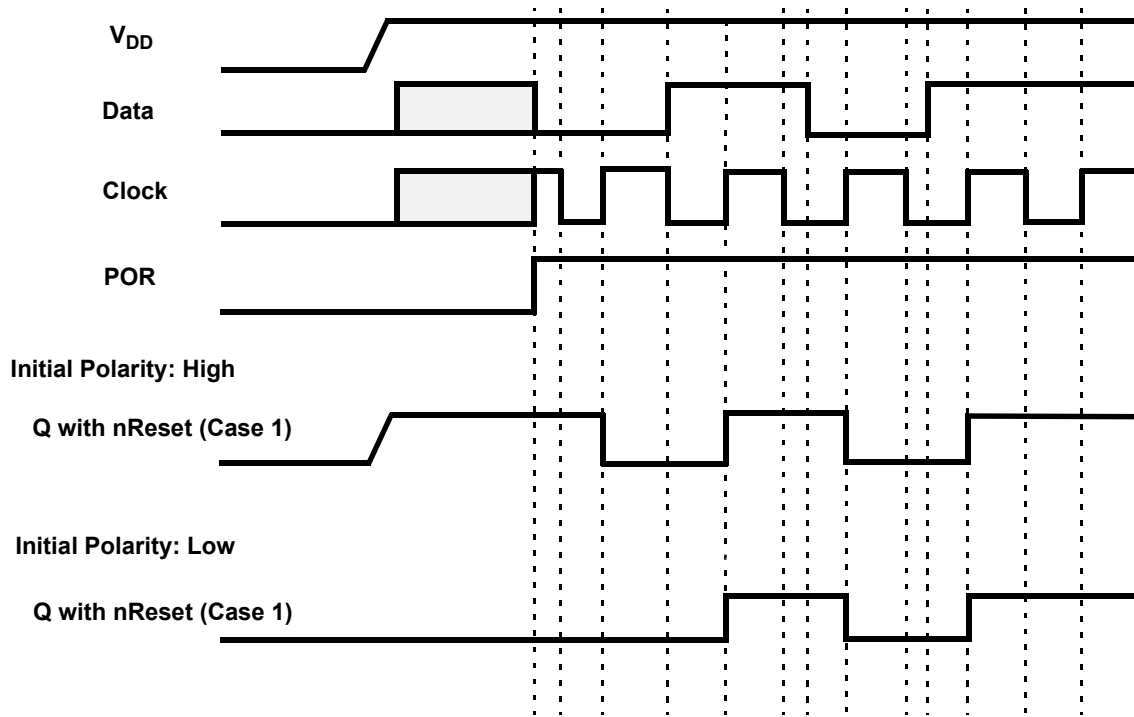 VDD
Data
Clock
POR
Initial Polarity: High
Q with nReset (Case 1)
Initial Polarity: Low
Q with nReset (Case 1)